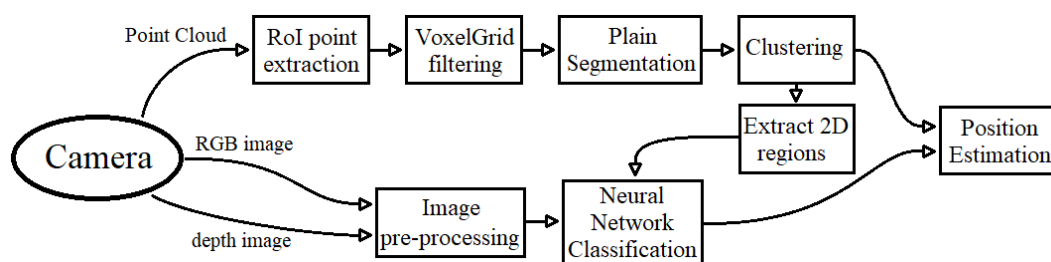 Point Cloud
RoI point
extraction
VoxelGrid
filtering
Plain
Segmentation
Clustering
Extract 2D
regions
Position
Estimation
Camera
RGB image
depth image
Image
pre-processing
Neural
Network
Classification